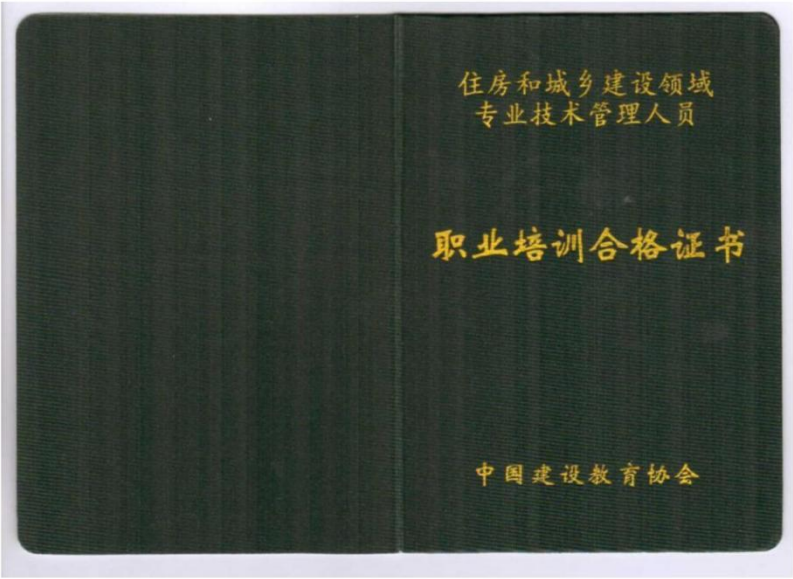 住房和城乡建设领域
专业技术管理人员
职业培训合格证书
中国建设教育协会